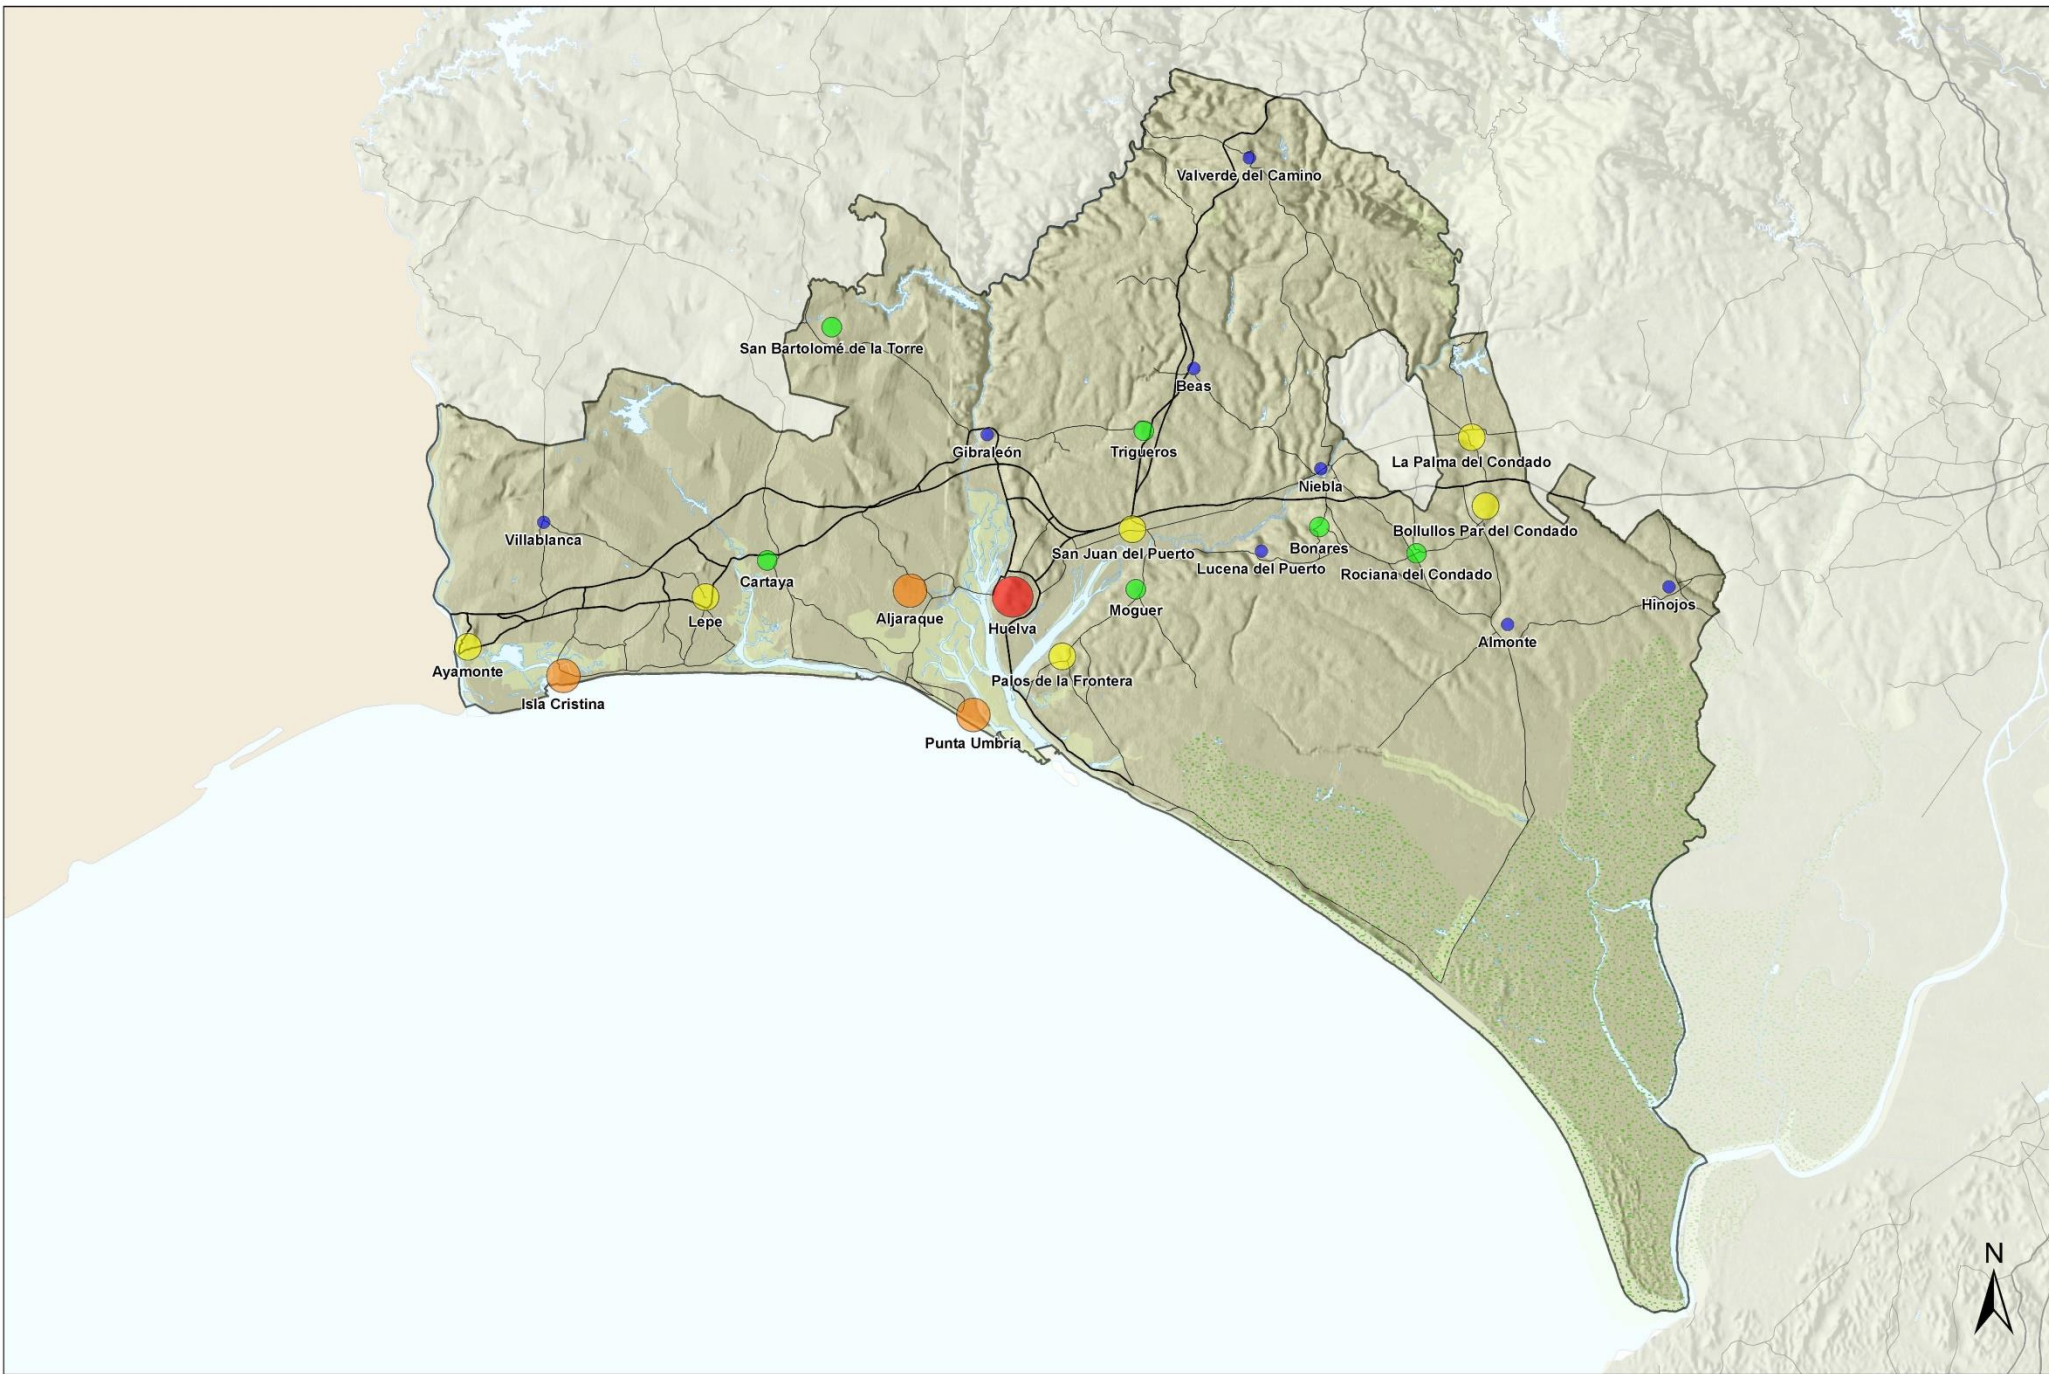 Valverde del Camino
San Bartolomé de la Torre
Beas
Gibraleón
Trigueros
La Palma del Condado
Niebla
Villablanca
Bollullos Par del Condado
San Juan del Puerto
Bonares
Lucena del Puerto
Rociana del Condado
Cartaya
Hinojos
Moguer
Aljaraque
Lepe
Huelva
Almonte
Ayamonte
Palos de la Frontera
Isla Cristina
Punta Umbría
N